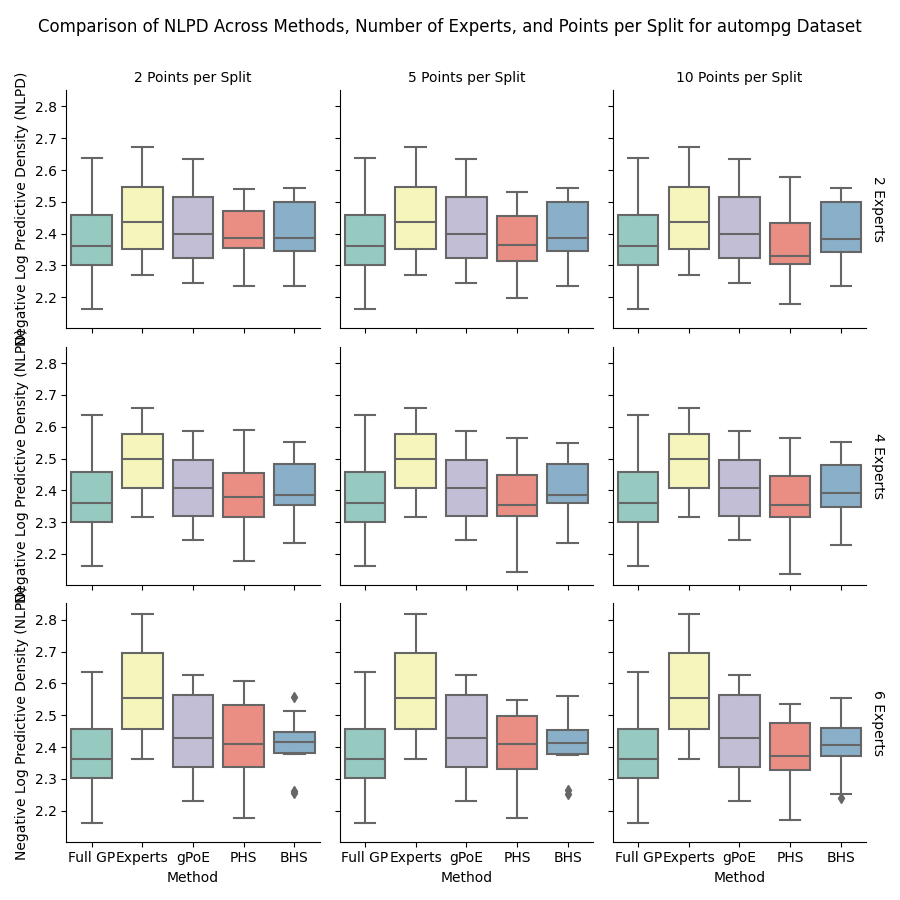 Comparison of NLPD Across Methods, Number of Experts, and Points per Split for autompg Dataset
2 Points per Split
5 Points per Split
10 Points per Split
Negative Log Predictive Density (NLPD)
2.8
2.7
2.6
2.5
2.4
2.3
2.2
2 Experts
Negative Log Predictive Density (NLPD)
2.8
2.7
2.6
2.5
2.4
2.3
2.2
4 Experts
Negative Log Predictive Density (NLPD)
2.8
2.7
2.6
2.5
2.4
2.3
2.2
6 Experts
Full GP Experts gPoE PHS BHS
Full GP Experts gPoE PHS BHS
Full GP Experts gPoE PHS BHS
Method
Method
Method